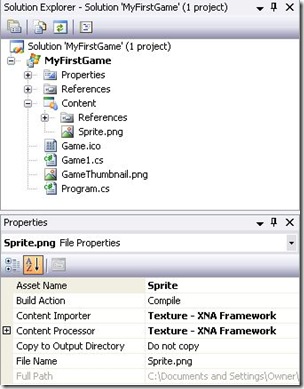 Solution Explorer - Solution 'MyFirstGame' (1 project)
Solution 'MyFirstGame' (1 project)
MyFirstGame
Properties
References
Content
References
Sprite.png
Game.ico
Game1.cs
GameThumbnail.png
Program.cs
Properties
Sprite.png File Properties
Asset Name Sprite
Build Action Compile
Content Importer Texture - XNA Framework
Content Processor Texture - XNA Framework
Copy to Output Directory Do not copy
File Name Sprite.png
Full Path C:\Documents and Settings\Owner\